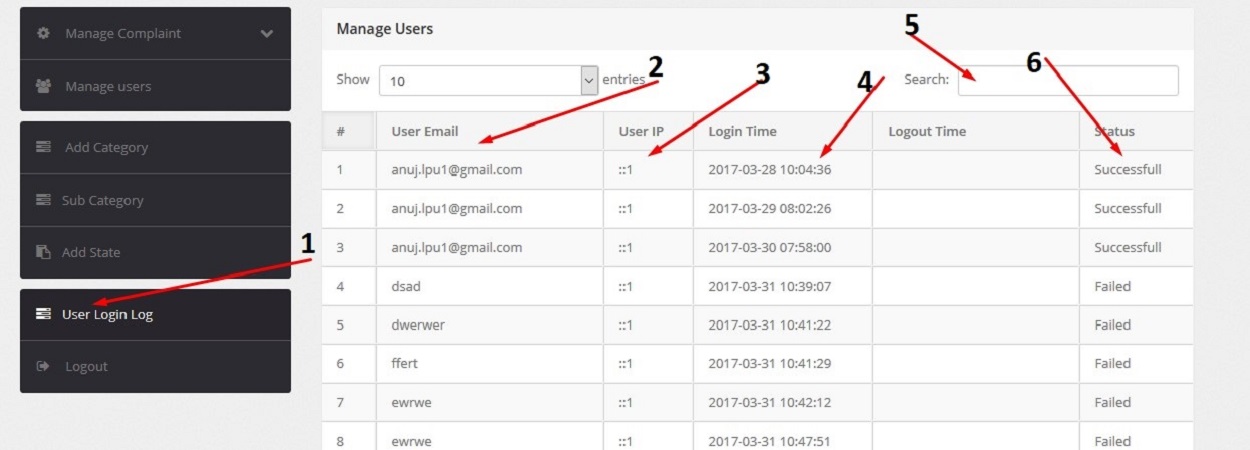 Manage Complaint
Manage users
Add Category
Sub Category
Add State
1
User Login Log
Logout
Manage Users
5
Show 10 entries 2 3 4 Search: 6
# User Email User IP Login Time Logout Time Status
1 anuj.lpu1@gmail.com ::1 2017-03-28 10:04:36 Successfull
2 anuj.lpu1@gmail.com ::1 2017-03-29 08:02:26 Successfull
3 anuj.lpu1@gmail.com ::1 2017-03-30 07:58:00 Successfull
4 dsad ::1 2017-03-31 10:39:07 Failed
5 dwerwer ::1 2017-03-31 10:41:22 Failed
6 ffert ::1 2017-03-31 10:41:29 Failed
7 ewrwe ::1 2017-03-31 10:42:12 Failed
8 ewrwe ::1 2017-03-31 10:47:51 Failed